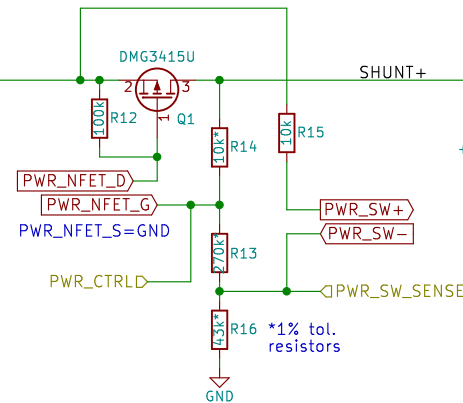 DMG3415U
SHUNT+
2
3
100k
R12
1
Q1
10k
R15
10k*
R14
PWR_NFET_D
PWR_NFET_G
PWR_SW+
PWR_NFET_S=GND
PWR_SW-
270k*
R13
PWR_CTRL
PWR_SW_SENSE
43k*
R16
*1% tol.
resistors
GND